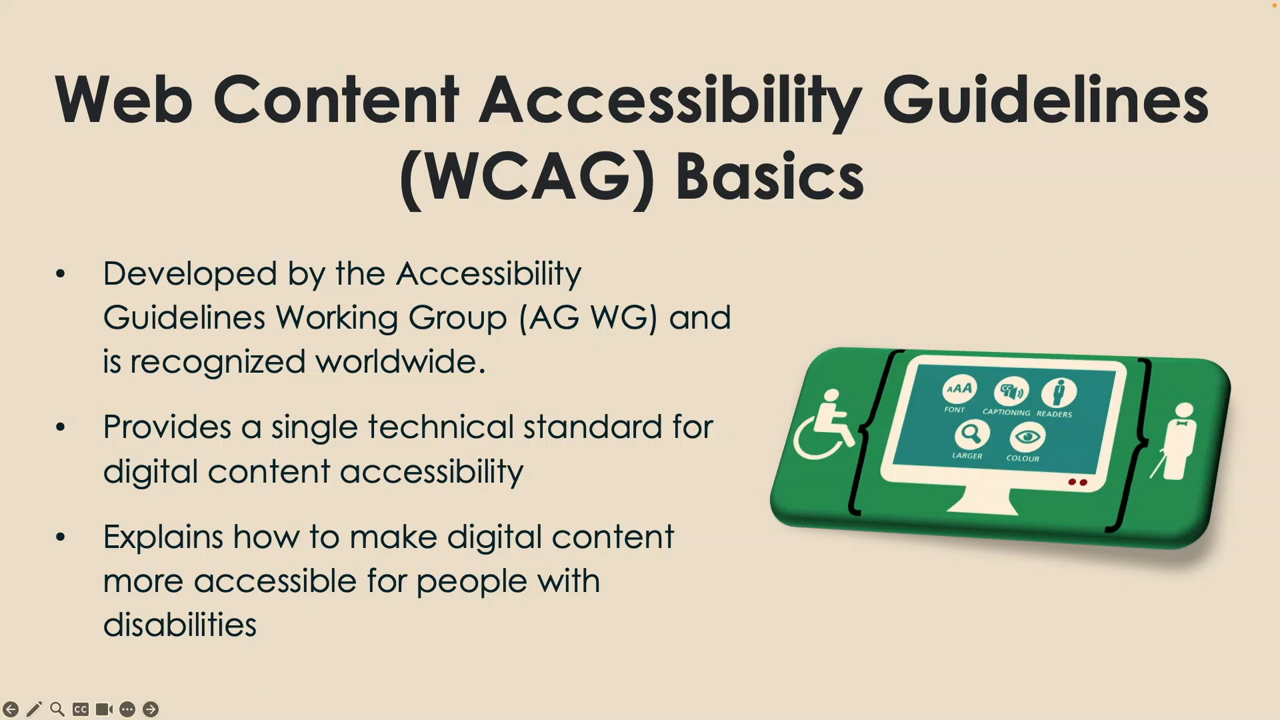 Web Content Accessibility Guidelines
(WCAG) Basics
• Developed by the Accessibility
Guidelines Working Group (AG WG) and
is recognized worldwide.
• Provides a single technical standard for
digital content accessibility
• Explains how to make digital content
more accessible for people with
disabilities
AAA
FONT CAPTIONING READERS
LARGER COLOUR
CC